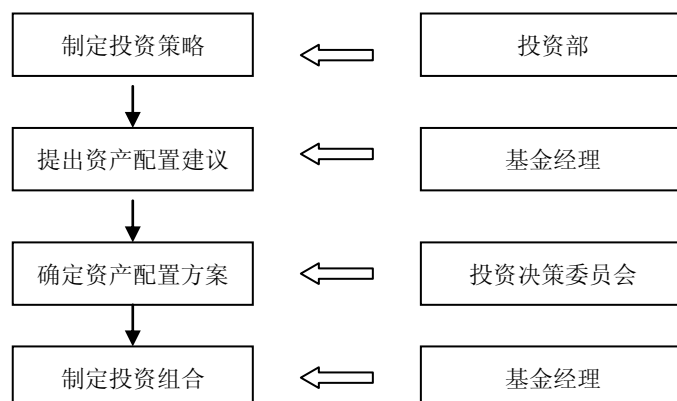 制定投资策略
投资部
提出资产配置建议
基金经理
确定资产配置方案
投资决策委员会
制定投资组合
基金经理